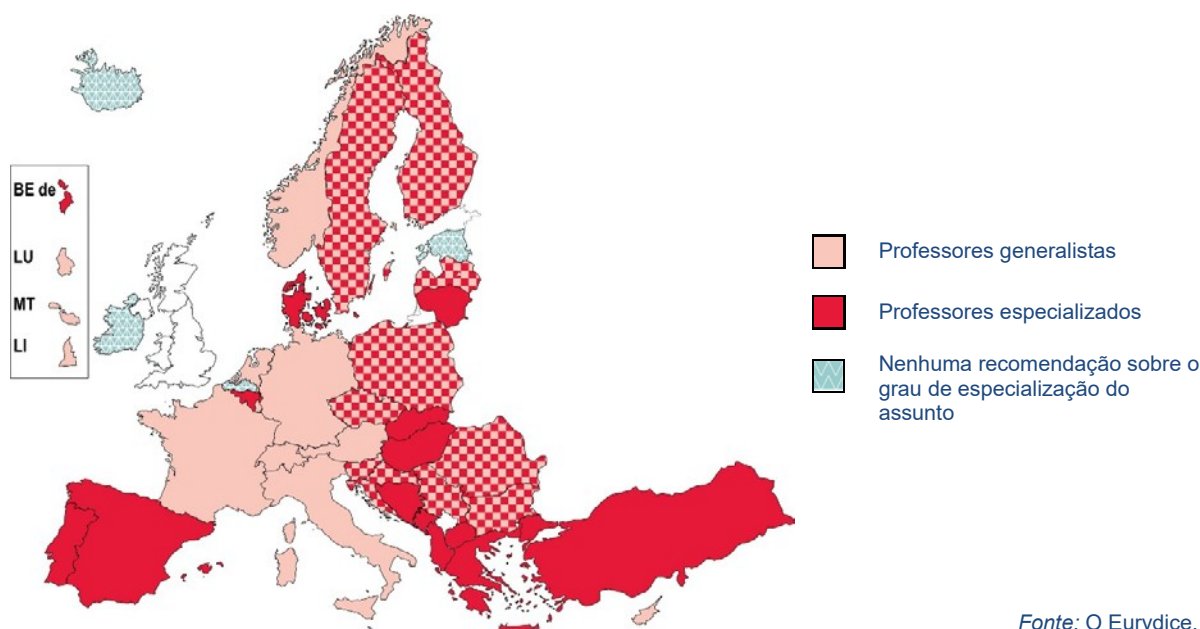 BE de
LU
MT
LI
Professores generalistas
Professores especializados
Nenhuma recomendação sobre o
grau de especialização do
assunto
Fonte: O Eurydice.